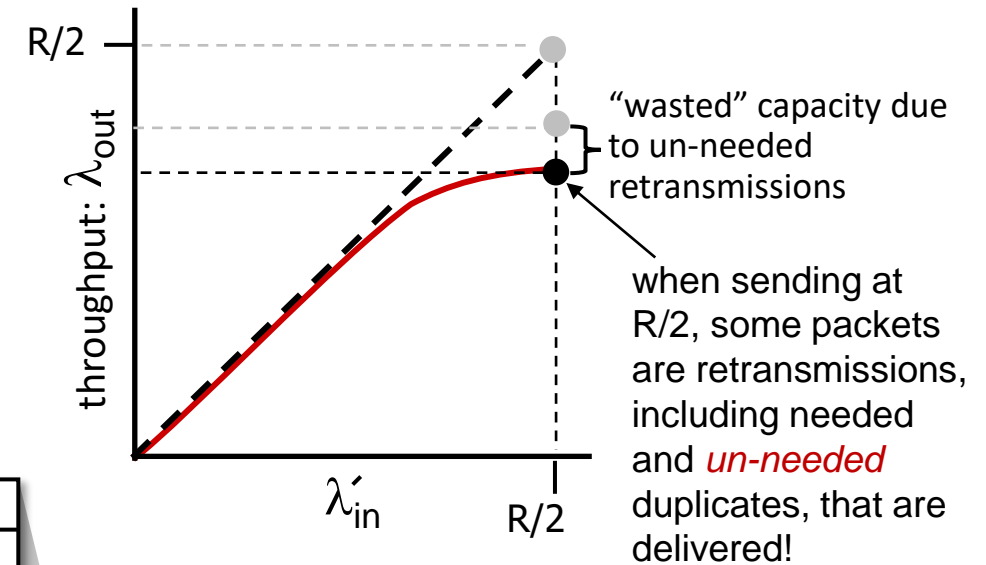 R/2
throughput: λout
“wasted” capacity due
to un-needed
retransmissions
when sending at
R/2, some packets
are retransmissions,
including needed
and un-needed
duplicates, that are
delivered!
λ′in
R/2